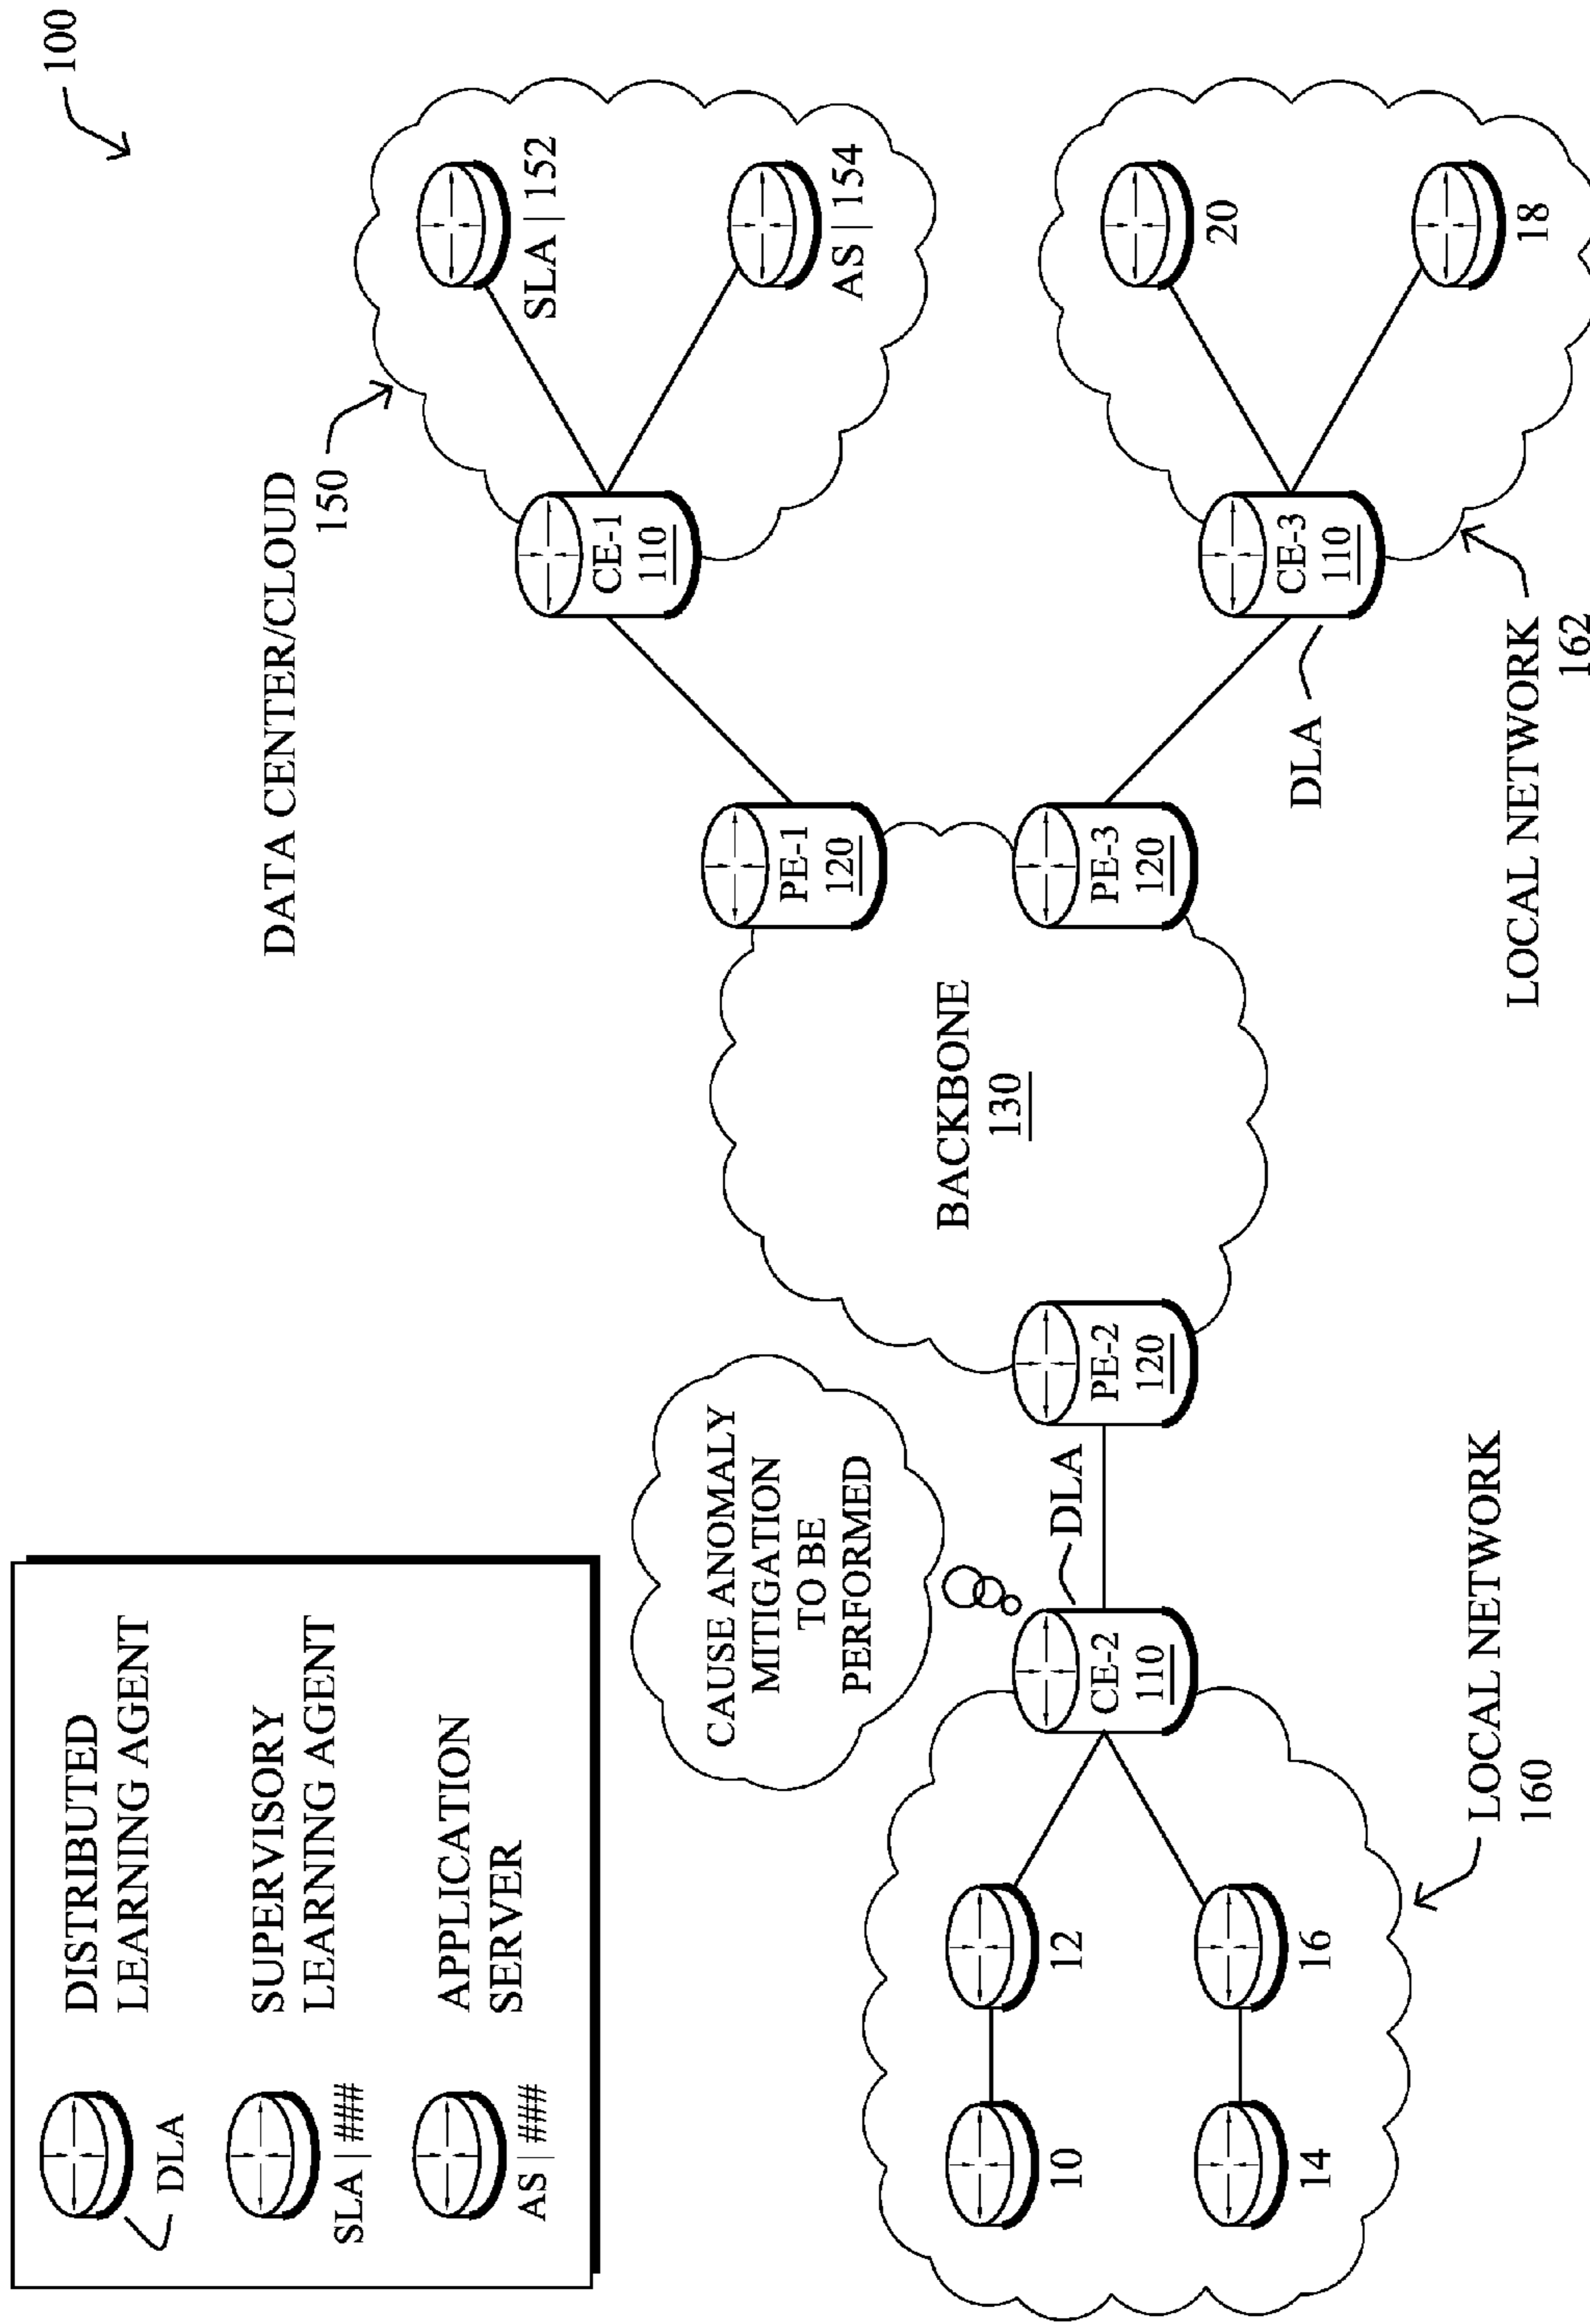 100
DISTRIBUTED
LEARNING AGENT
DLA
SUPERVISORY
LEARNING AGENT
SLA | ###
APPLICATION
SERVER
AS | ###
DATA CENTER/CLOUD
150
SLA | 152
CE-1
110
AS | 154
PE-1
120
CAUSE ANOMALY
MITIGATION
TO BE
PERFORMED
BACKBONE
130
10
12
CE-2
110
DLA
PE-2
120
PE-3
120
20
14
16
DLA
CE-3
110
18
LOCAL NETWORK
160
LOCAL NETWORK
162